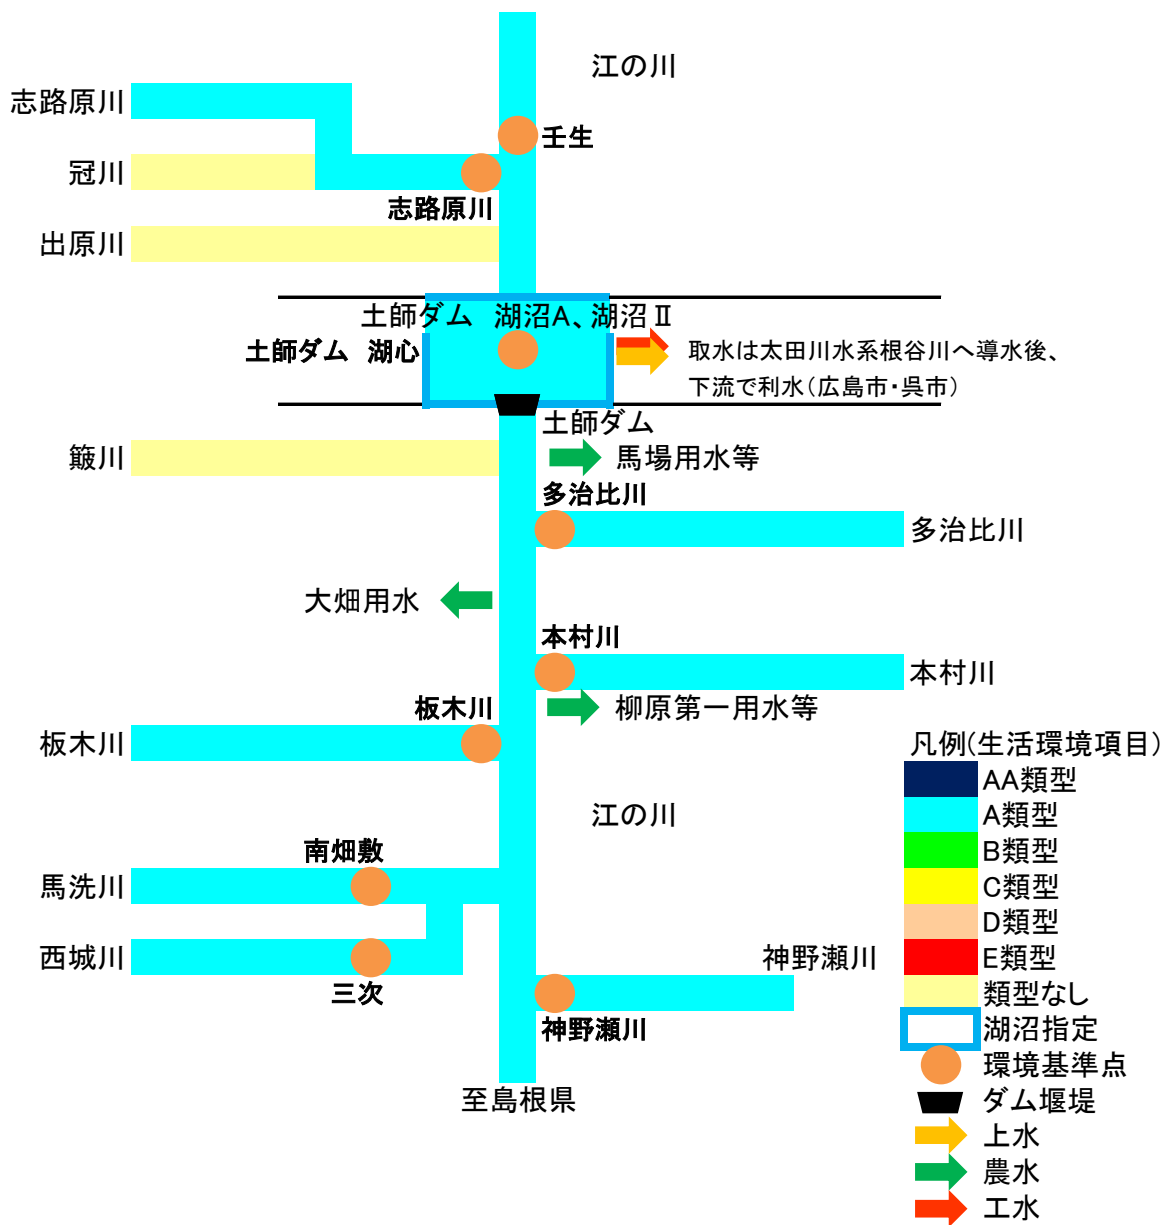 江の川
志路原川
壬生
冠川
志路原川
出原川
土師ダム 湖沼A、湖沼Ⅱ
土師ダム 湖心
取水は太田川水系根谷川へ導水後、
下流で利水(広島市・呉市)
土師ダム
簸川
馬場用水等
多治比川
多治比川
大畑用水
本村川
本村川
板木川
柳原第一用水等
板木川
凡例(生活環境項目)
AA類型
A類型
江の川
B類型
南畑敷
馬洗川
C類型
D類型
西城川
神野瀬川
E類型
三次
類型なし
神野瀬川
湖沼指定
環境基準点
至島根県
ダム堰堤
上水
農水
工水